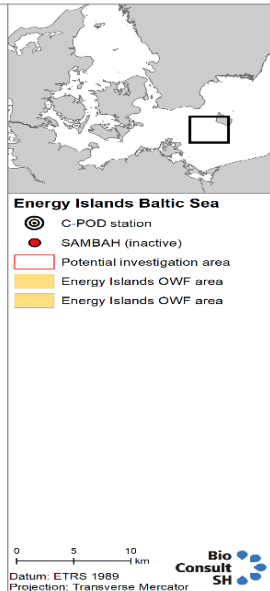 Energy Islands Baltic Sea
C-POD station
SAMBAH (inactive)
Potential investigation area
Energy Islands OWF area
Energy Islands OWF area
0 5 10
km
Datum: ETRS 1989
Projection: Transverse Mercator
Bio
Consult
SH